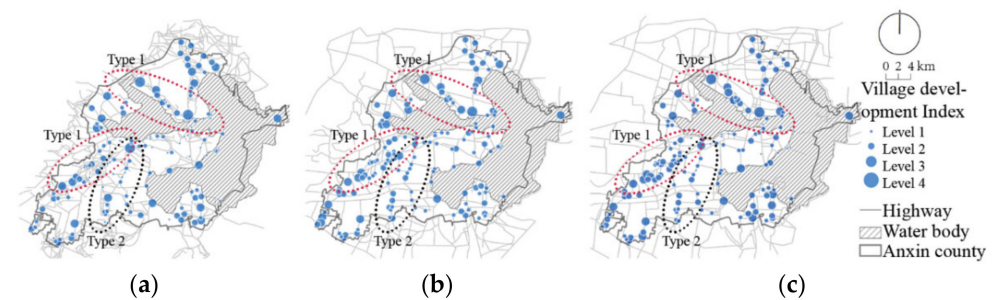 Type 1
Type 1
Type 2
(a)
Type 1
Type 1
Type 2
(b)
Type 1
Type 1
Type 2
(c)
0 2 4 km
Village devel-
opment Index
Level 1
Level 2
Level 3
Level 4
Highway
Water body
Anxin county